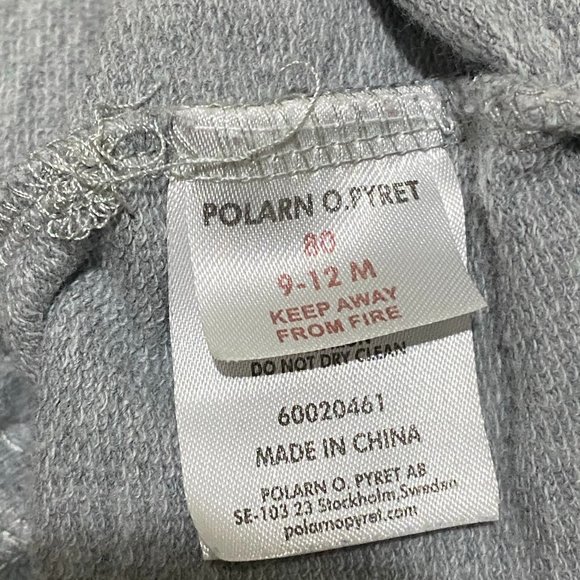 POLARN O.PYRET
80
9-12 M
KEEP AWAY
FROM FIRE
DO NOT DRY CLEAN
60020461
MADE IN CHINA
POLARN O. PYRET AB
SE-103 23 Stockholm,Sweden
polarnopyret.com